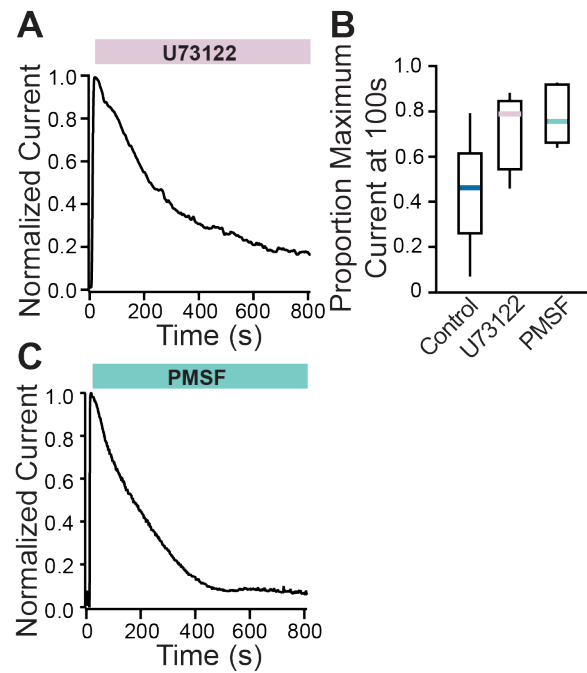 A
U73122
Normalized Current
1.0
0.8
0.6
0.4
0.2
0.0
0 200 400 600 800
Time (s)
B
Proportion Maximum
Current at 100s
1.0
0.8
0.6
0.4
0.2
0
Control
U73122
PMSF
C
PMSF
Normalized Current
1.0
0.8
0.6
0.4
0.2
0.0
0 200 400 600 800
Time (s)